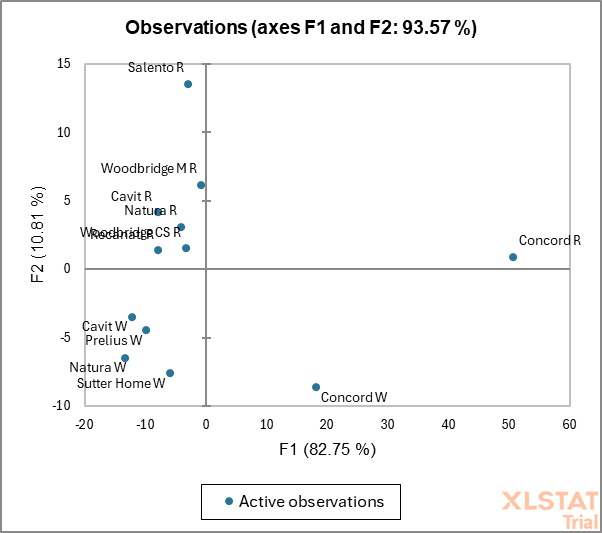 Observations (axes F1 and F2: 93.57 %)
15
Salento R
10
Woodbridge M R
5
Cavit R
Natura R
Woodbridge CS R
Recanati R
Concord R
0
F2 (10.81 %)
-5
Cavit W
Prelius W
Natura W
Sutter Home W
Concord W
-10
-20 -10 0 10 20 30 40 50 60
F1 (82.75 %)
Active observations
XLSTAT
Trial